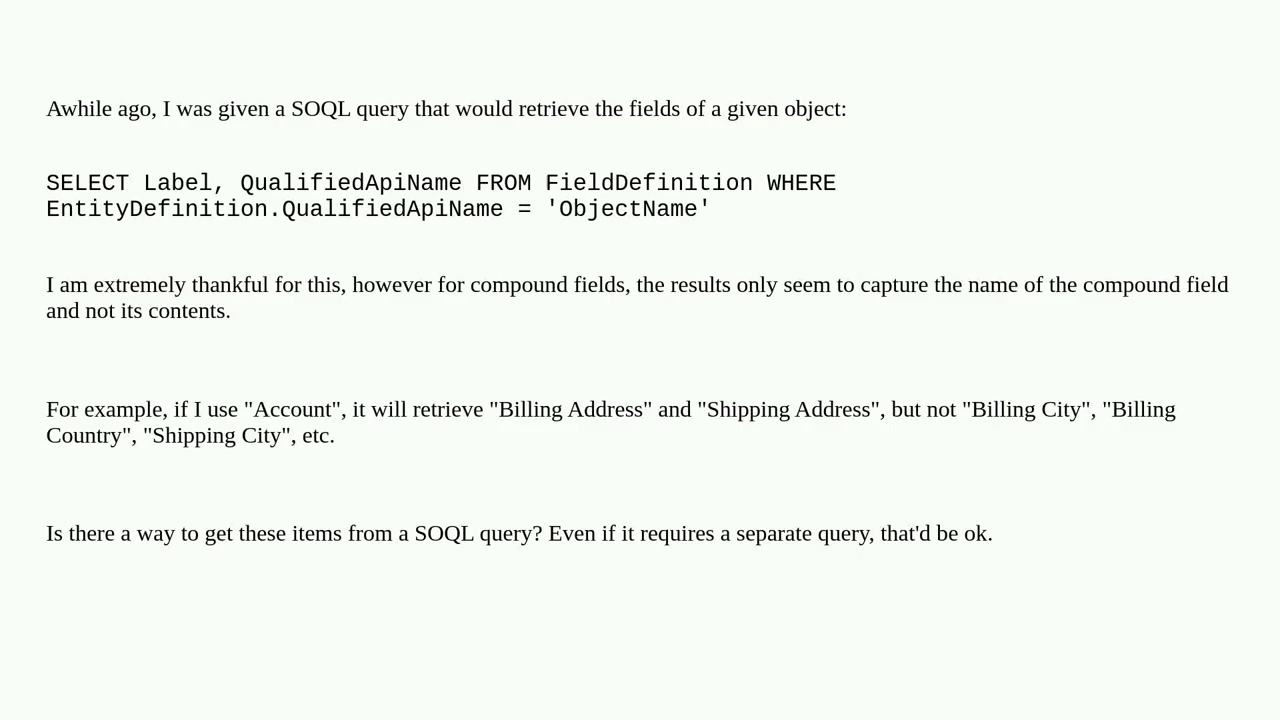 Awhile ago, I was given a SOQL query that would retrieve the fields of a given object:
SELECT Label, QualifiedApiName FROM FieldDefinition WHERE
EntityDefinition.QualifiedApiName = 'ObjectName'
I am extremely thankful for this, however for compound fields, the results only seem to capture the name of the compound field
and not its contents.
For example, if I use "Account", it will retrieve "Billing Address" and "Shipping Address", but not "Billing City", "Billing
Country", "Shipping City", etc.
Is there a way to get these items from a SOQL query? Even if it requires a separate query, that'd be ok.